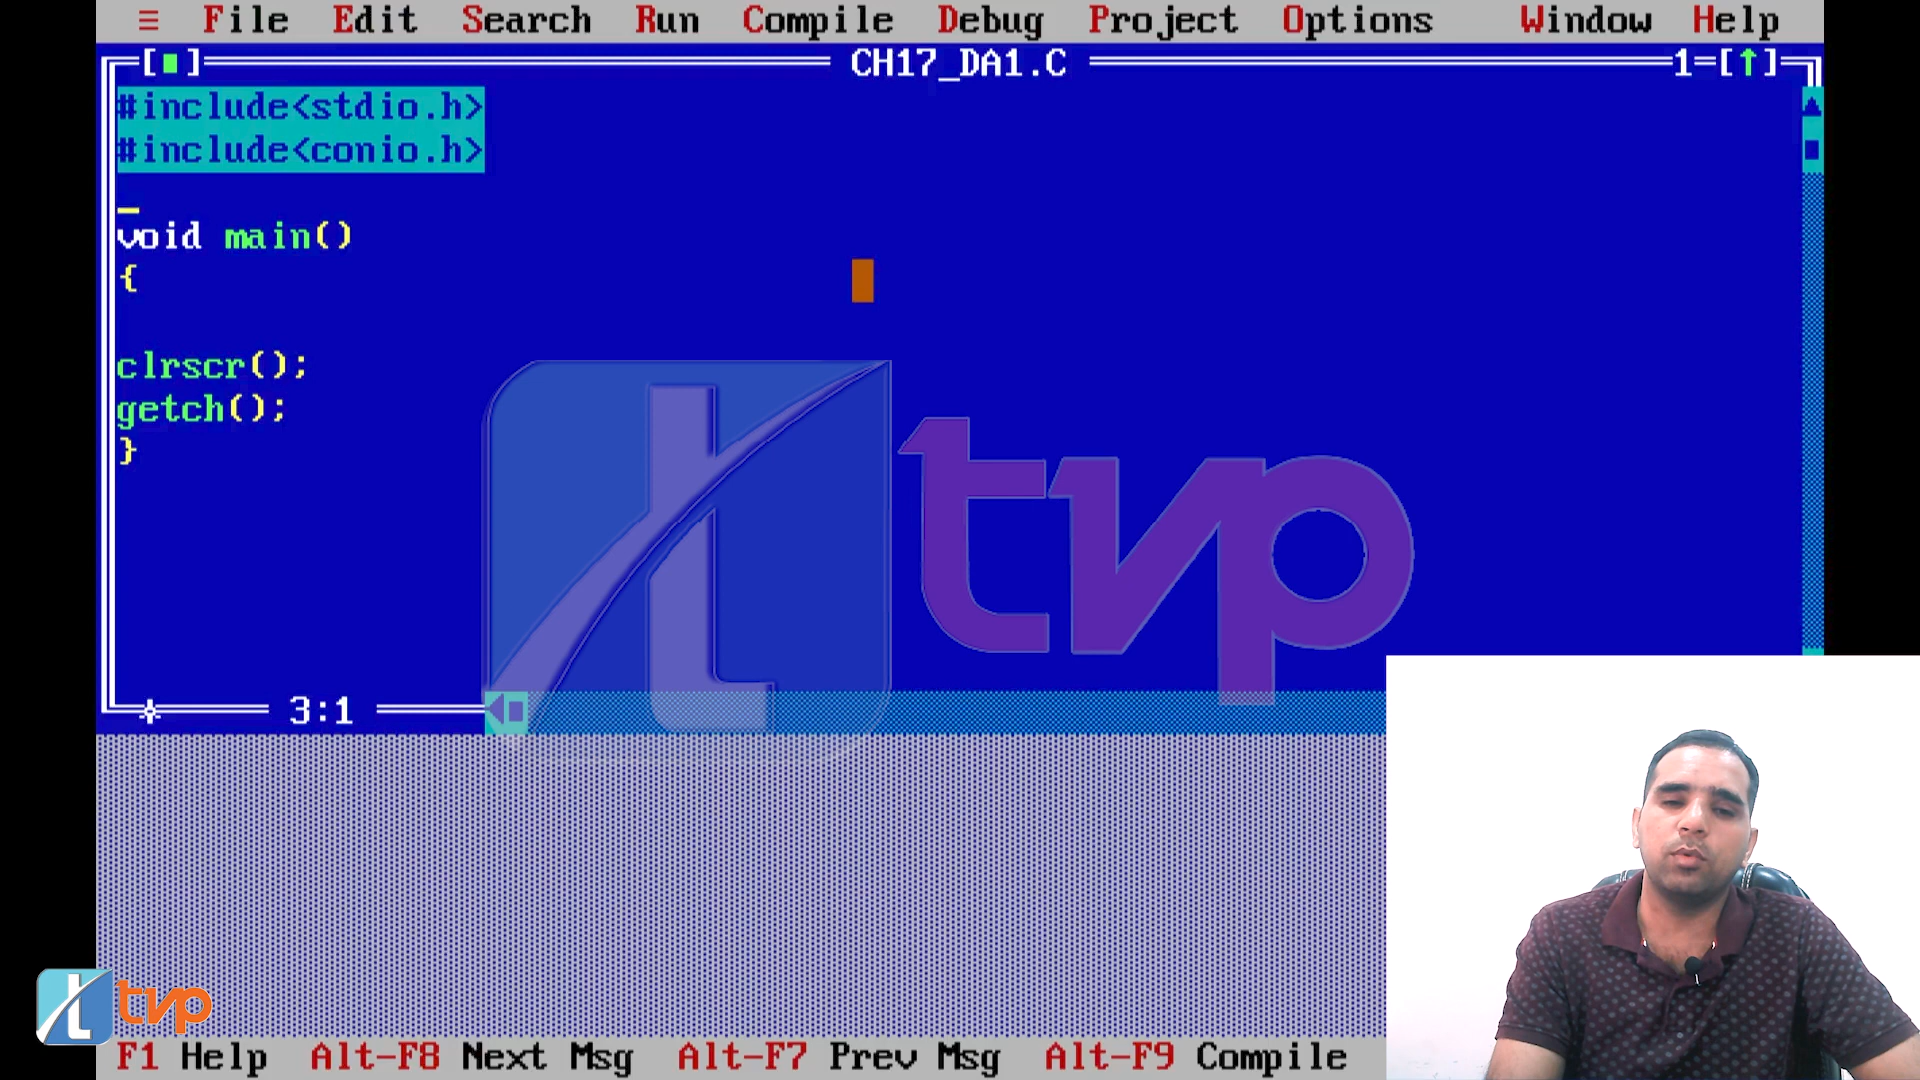 ≡ File Edit Search Run Compile Debug Project Options Window Help
[■] CH17_DA1.C 1=[↑]
#include<stdio.h>
#include<conio.h>
void main()
{
clrscr();
getch();
}
3:1
tvp
tvp
F1 Help Alt-F8 Next Msg Alt-F7 Prev Msg Alt-F9 Compile